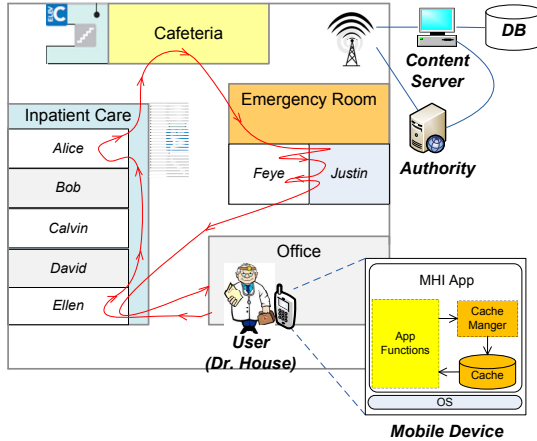 ELEV
C
Cafeteria
DB
Content
Server
Inpatient Care
Emergency Room
Authority
Alice
Feye
Justin
Bob
Calvin
Office
David
MHI App
Ellen
App
Functions
Cache
Manger
Cache
User
(Dr. House)
OS
Mobile Device